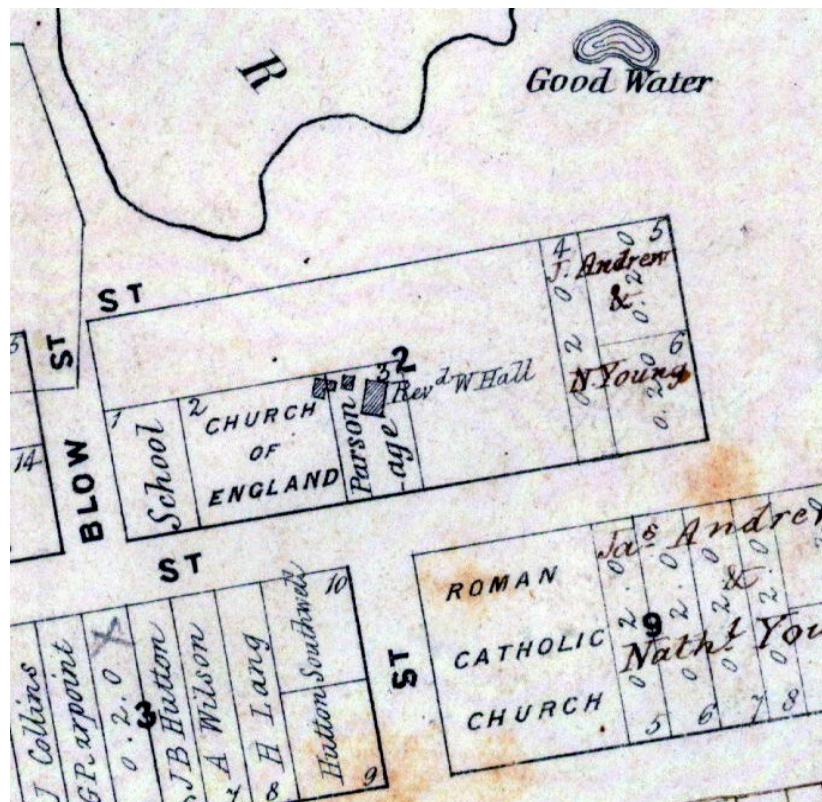 R
Good Water
ST
ST
BLOW
ST
ST
14
2
1
School
2
CHURCH
OF
ENGLAND
Parson
-age
3
Revd W Hall
4
0 2 0
5
0. 2. 0
J. Andrew
&
N. Young
6
0. 2. 0
3
J Collins
G Parpoint
0. 2. 0
JB Hutton
A Wilson
7
H Lang
8
Hutton Southwell
10
9
ROMAN
CATHOLIC
CHURCH
9
Jas Andrew
&
Nathl You
0 2. 0
0 2. 0
0 2. 0
0 2. 0
5
6
7
8